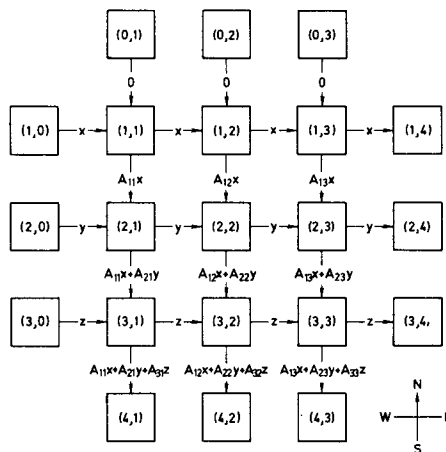 (0,1) (0,2) (0,3)
0 0 0
(1,0) x (1,1) x (1,2) x (1,3) x (1,4)
A₁₁x A₁₂x A₁₃x
(2,0) y (2,1) y (2,2) y (2,3) y (2,4)
A₁₁x+A₂₁y A₁₂x+A₂₂y A₁₃x+A₂₃y
(3,0) z (3,1) z (3,2) z (3,3) z (3,4,
A₁₁x+A₂₁y+A₃₁z A₁₂x+A₂₂y+A₃₂z A₁₃x+A₂₃y+A₃₃z
(4,1) (4,2) (4,3)
N
W
S